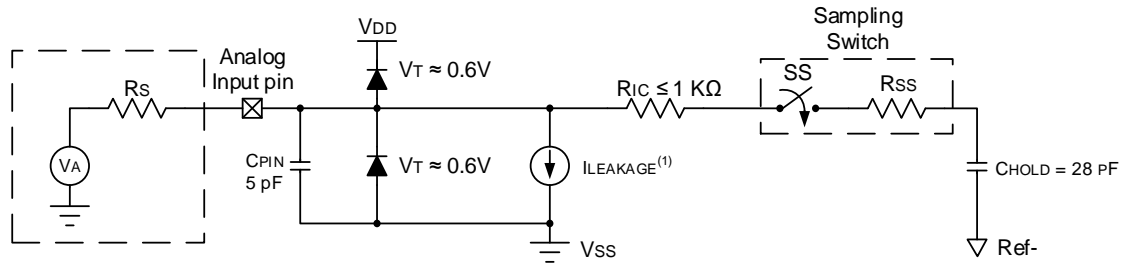 Sampling
Switch
VDD
Analog
Input pin
VT ≈ 0.6V
RS
RIC ≤ 1 KΩ
SS
RSS
VA
CPIN
5 pF
VT ≈ 0.6V
ILEAKAGE(1)
CHOLD = 28 PF
VSS
Ref-